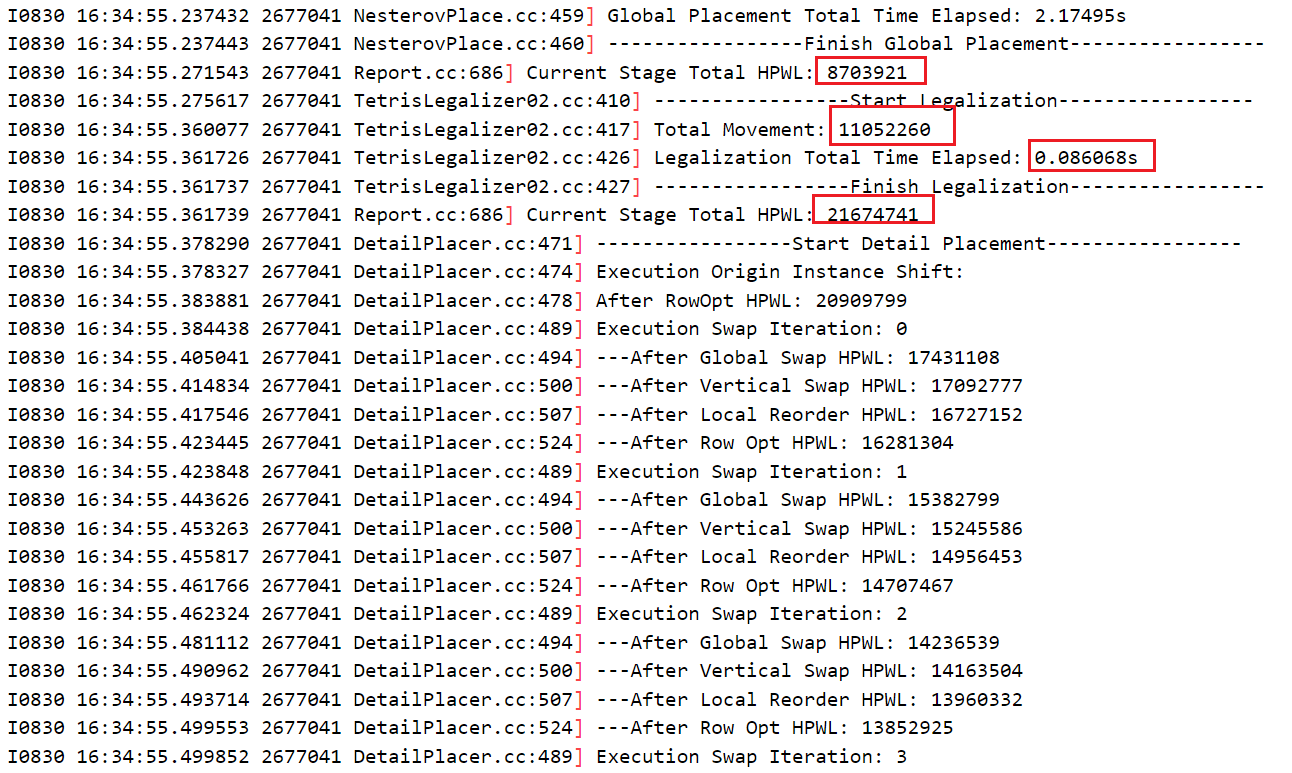 I0830 16:34:55.237432 2677041 NesterovPlace.cc:459] Global Placement Total Time Elapsed: 2.17495s
I0830 16:34:55.237443 2677041 NesterovPlace.cc:460] -----------------Finish Global Placement-----------------
I0830 16:34:55.271543 2677041 Report.cc:686] Current Stage Total HPWL: 8703921
I0830 16:34:55.275617 2677041 TetrisLegalizer02.cc:410] -----------------Start Legalization-----------------
I0830 16:34:55.360077 2677041 TetrisLegalizer02.cc:417] Total Movement: 11052260
I0830 16:34:55.361726 2677041 TetrisLegalizer02.cc:426] Legalization Total Time Elapsed: 0.086068s
I0830 16:34:55.361737 2677041 TetrisLegalizer02.cc:427] -----------------Finish Legalization-----------------
I0830 16:34:55.361739 2677041 Report.cc:686] Current Stage Total HPWL: 21674741
I0830 16:34:55.378290 2677041 DetailPlacer.cc:471] -----------------Start Detail Placement-----------------
I0830 16:34:55.378327 2677041 DetailPlacer.cc:474] Execution Origin Instance Shift:
I0830 16:34:55.383881 2677041 DetailPlacer.cc:478] After RowOpt HPWL: 20909799
I0830 16:34:55.384438 2677041 DetailPlacer.cc:489] Execution Swap Iteration: 0
I0830 16:34:55.405041 2677041 DetailPlacer.cc:494] ---After Global Swap HPWL: 17431108
I0830 16:34:55.414834 2677041 DetailPlacer.cc:500] ---After Vertical Swap HPWL: 17092777
I0830 16:34:55.417546 2677041 DetailPlacer.cc:507] ---After Local Reorder HPWL: 16727152
I0830 16:34:55.423445 2677041 DetailPlacer.cc:524] ---After Row Opt HPWL: 16281304
I0830 16:34:55.423848 2677041 DetailPlacer.cc:489] Execution Swap Iteration: 1
I0830 16:34:55.443626 2677041 DetailPlacer.cc:494] ---After Global Swap HPWL: 15382799
I0830 16:34:55.453263 2677041 DetailPlacer.cc:500] ---After Vertical Swap HPWL: 15245586
I0830 16:34:55.455817 2677041 DetailPlacer.cc:507] ---After Local Reorder HPWL: 14956453
I0830 16:34:55.461766 2677041 DetailPlacer.cc:524] ---After Row Opt HPWL: 14707467
I0830 16:34:55.462324 2677041 DetailPlacer.cc:489] Execution Swap Iteration: 2
I0830 16:34:55.481112 2677041 DetailPlacer.cc:494] ---After Global Swap HPWL: 14236539
I0830 16:34:55.490962 2677041 DetailPlacer.cc:500] ---After Vertical Swap HPWL: 14163504
I0830 16:34:55.493714 2677041 DetailPlacer.cc:507] ---After Local Reorder HPWL: 13960332
I0830 16:34:55.499553 2677041 DetailPlacer.cc:524] ---After Row Opt HPWL: 13852925
I0830 16:34:55.499852 2677041 DetailPlacer.cc:489] Execution Swap Iteration: 3